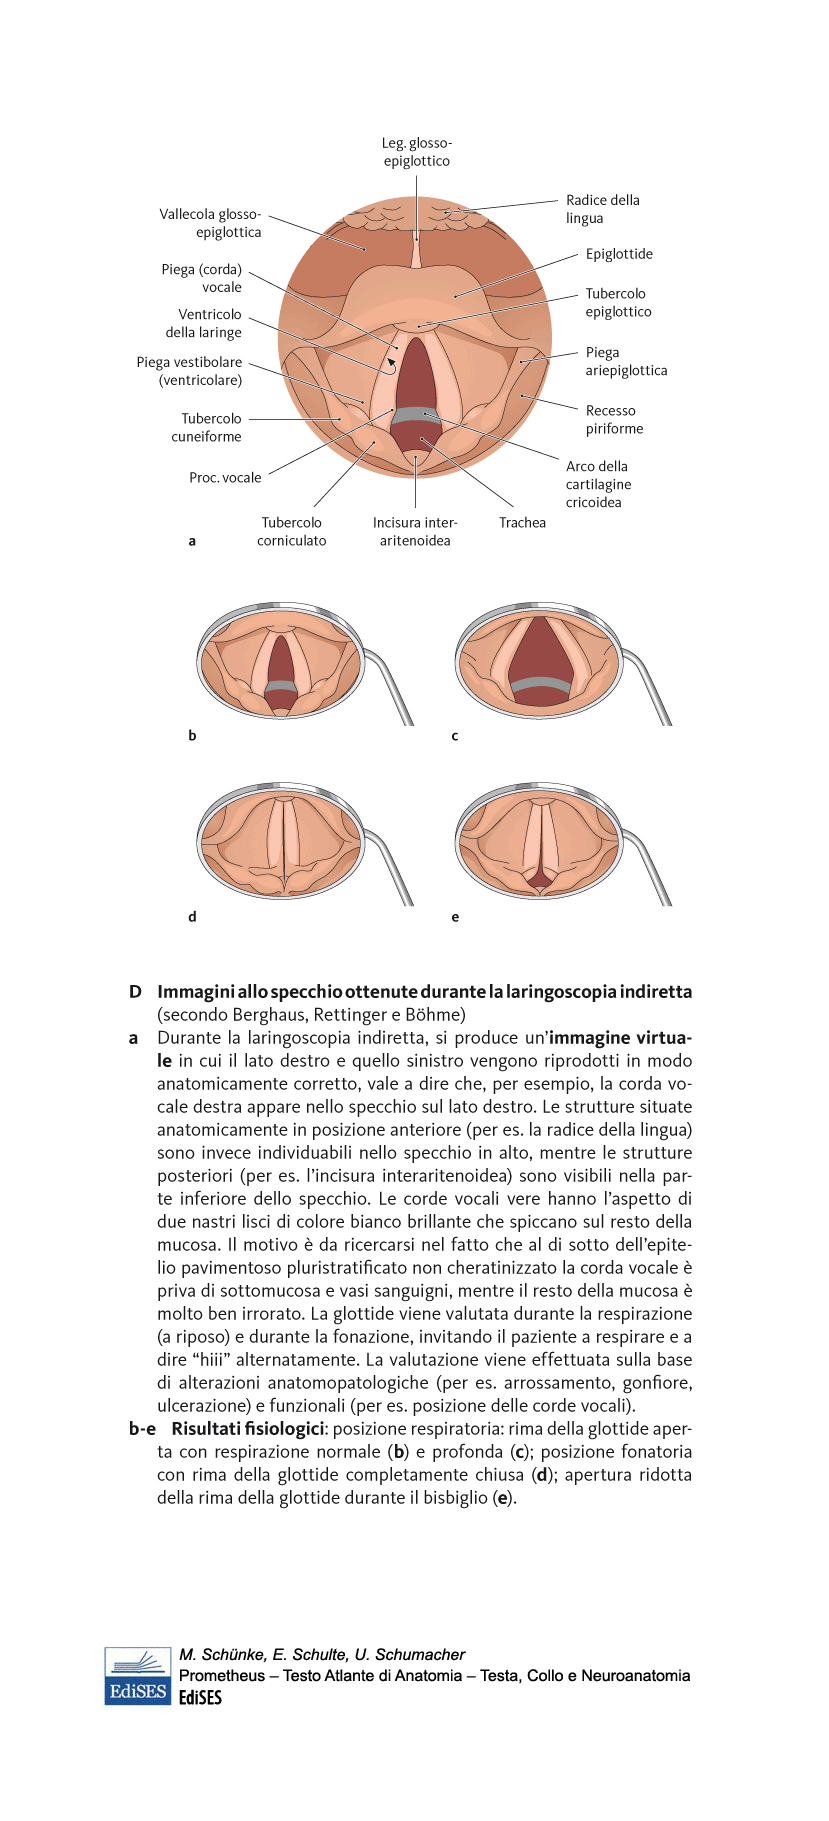 Leg. glosso-
epiglottico
Vallecola glosso-
epiglottica
Radice della
lingua
Piega (corda)
vocale
Epiglottide
Ventricolo
della laringe
Tubercolo
epiglottico
Piega vestibolare
(ventricolare)
Piega
ariepiglottica
Tubercolo
cuneiforme
Recesso
piriforme
Proc. vocale
Arco della
cartilagine
cricoidea
Tubercolo
corniculato
Incisura inter-
aritenoidea
Trachea
a
b
c
d
e
D Immagini allo specchio ottenute durante la laringoscopia indiretta
(secondo Berghaus, Rettinger e Böhme)
a Durante la laringoscopia indiretta, si produce un’immagine virtua-
le in cui il lato destro e quello sinistro vengono riprodotti in modo
anatomicamente corretto, vale a dire che, per esempio, la corda vo-
cale destra appare nello specchio sul lato destro. Le strutture situate
anatomicamente in posizione anteriore (per es. la radice della lingua)
sono invece individuabili nello specchio in alto, mentre le strutture
posteriori (per es. l’incisura interaritenoidea) sono visibili nella par-
te inferiore dello specchio. Le corde vocali vere hanno l’aspetto di
due nastri lisci di colore bianco brillante che spiccano sul resto della
mucosa. Il motivo è da ricercarsi nel fatto che al di sotto dell’epite-
lio pavimentoso pluristratificato non cheratinizzato la corda vocale è
priva di sottomucosa e vasi sanguigni, mentre il resto della mucosa è
molto ben irrorato. La glottide viene valutata durante la respirazione
(a riposo) e durante la fonazione, invitando il paziente a respirare e a
dire “hiii” alternatamente. La valutazione viene effettuata sulla base
di alterazioni anatomopatologiche (per es. arrossamento, gonfiore,
ulcerazione) e funzionali (per es. posizione delle corde vocali).
b-e Risultati fisiologici: posizione respiratoria: rima della glottide aper-
ta con respirazione normale (b) e profonda (c); posizione fonatoria
con rima della glottide completamente chiusa (d); apertura ridotta
della rima della glottide durante il bisbiglio (e).
M. Schünke, E. Schulte, U. Schumacher
Prometheus – Testo Atlante di Anatomia – Testa, Collo e Neuroanatomia
EdiSES
EdiSES